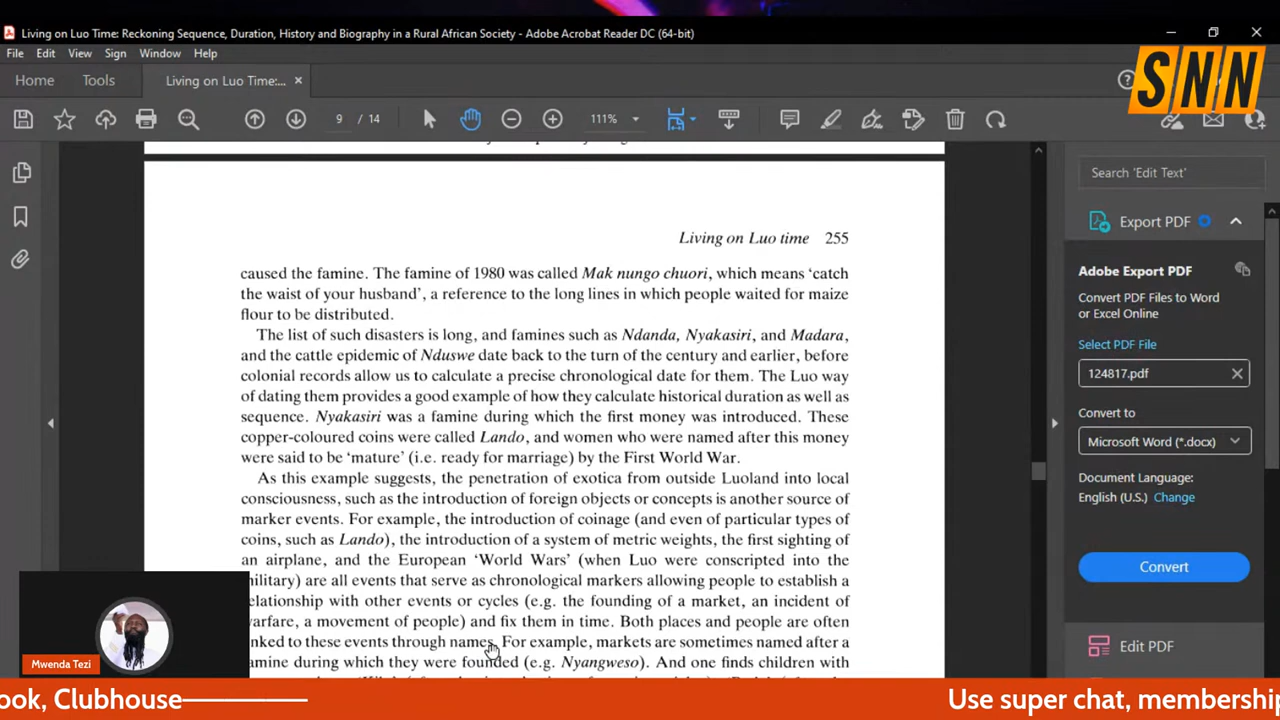 Living on Luo Time: Reckoning Sequence, Duration, History and Biography in a Rural African Society - Adobe Acrobat Reader DC (64-bit)
File Edit View Sign Window Help
Home Tools Living on Luo Time:... ×
SNN
9 / 14 111%
Search 'Edit Text'
Export PDF
Adobe Export PDF
Convert PDF Files to Word
or Excel Online
Select PDF File
124817.pdf
Convert to
Microsoft Word (*.docx)
Document Language:
English (U.S.) Change
Convert
Edit PDF
Living on Luo time 255
caused the famine. The famine of 1980 was called Mak nungo chuori, which means 'catch
the waist of your husband', a reference to the long lines in which people waited for maize
flour to be distributed.
The list of such disasters is long, and famines such as Ndanda, Nyakasiri, and Madara,
and the cattle epidemic of Nduswe date back to the turn of the century and earlier, before
colonial records allow us to calculate a precise chronological date for them. The Luo way
of dating them provides a good example of how they calculate historical duration as well as
sequence. Nyakasiri was a famine during which the first money was introduced. These
copper-coloured coins were called Lando, and women who were named after this money
were said to be 'mature' (i.e. ready for marriage) by the First World War.
As this example suggests, the penetration of exotica from outside Luoland into local
consciousness, such as the introduction of foreign objects or concepts is another source of
marker events. For example, the introduction of coinage (and even of particular types of
coins, such as Lando), the introduction of a system of metric weights, the first sighting of
an airplane, and the European 'World Wars' (when Luo were conscripted into the
military) are all events that serve as chronological markers allowing people to establish a
relationship with other events or cycles (e.g. the founding of a market, an incident of
warfare, a movement of people) and fix them in time. Both places and people are often
linked to these events through names. For example, markets are sometimes named after a
famine during which they were founded (e.g. Nyangweso). And one finds children with
Mwenda Tezi
ook, Clubhouse
Use super chat, membership